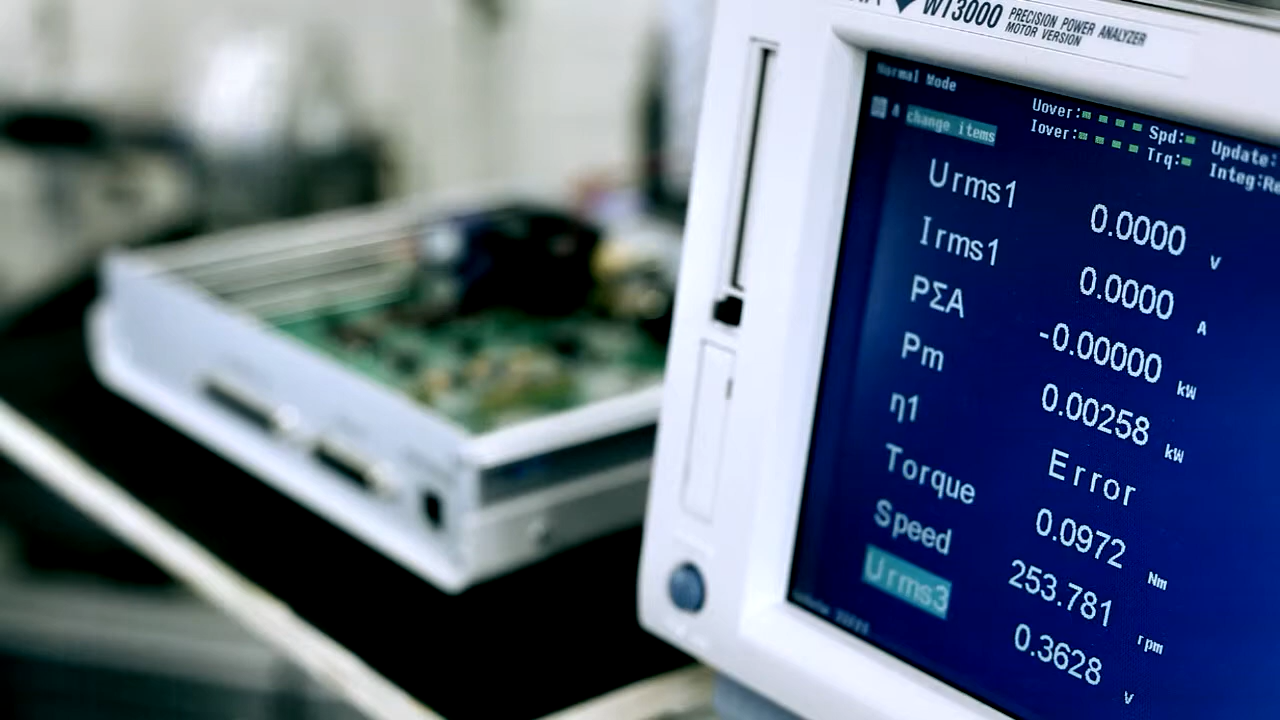 WT3000 PRECISION POWER ANALYZER
MOTOR VERSION
Normal Mode
change items
Uover:
Iover:
Spd:
Trq:
Update:
Integ:Re
Urms1 0.0000 V
Irms1 0.0000 A
PΣA -0.00000 kW
Pm 0.00258 kW
η1 Error
Torque 0.0972 Nm
Speed 253.781 rpm
Urms3 0.3628 V